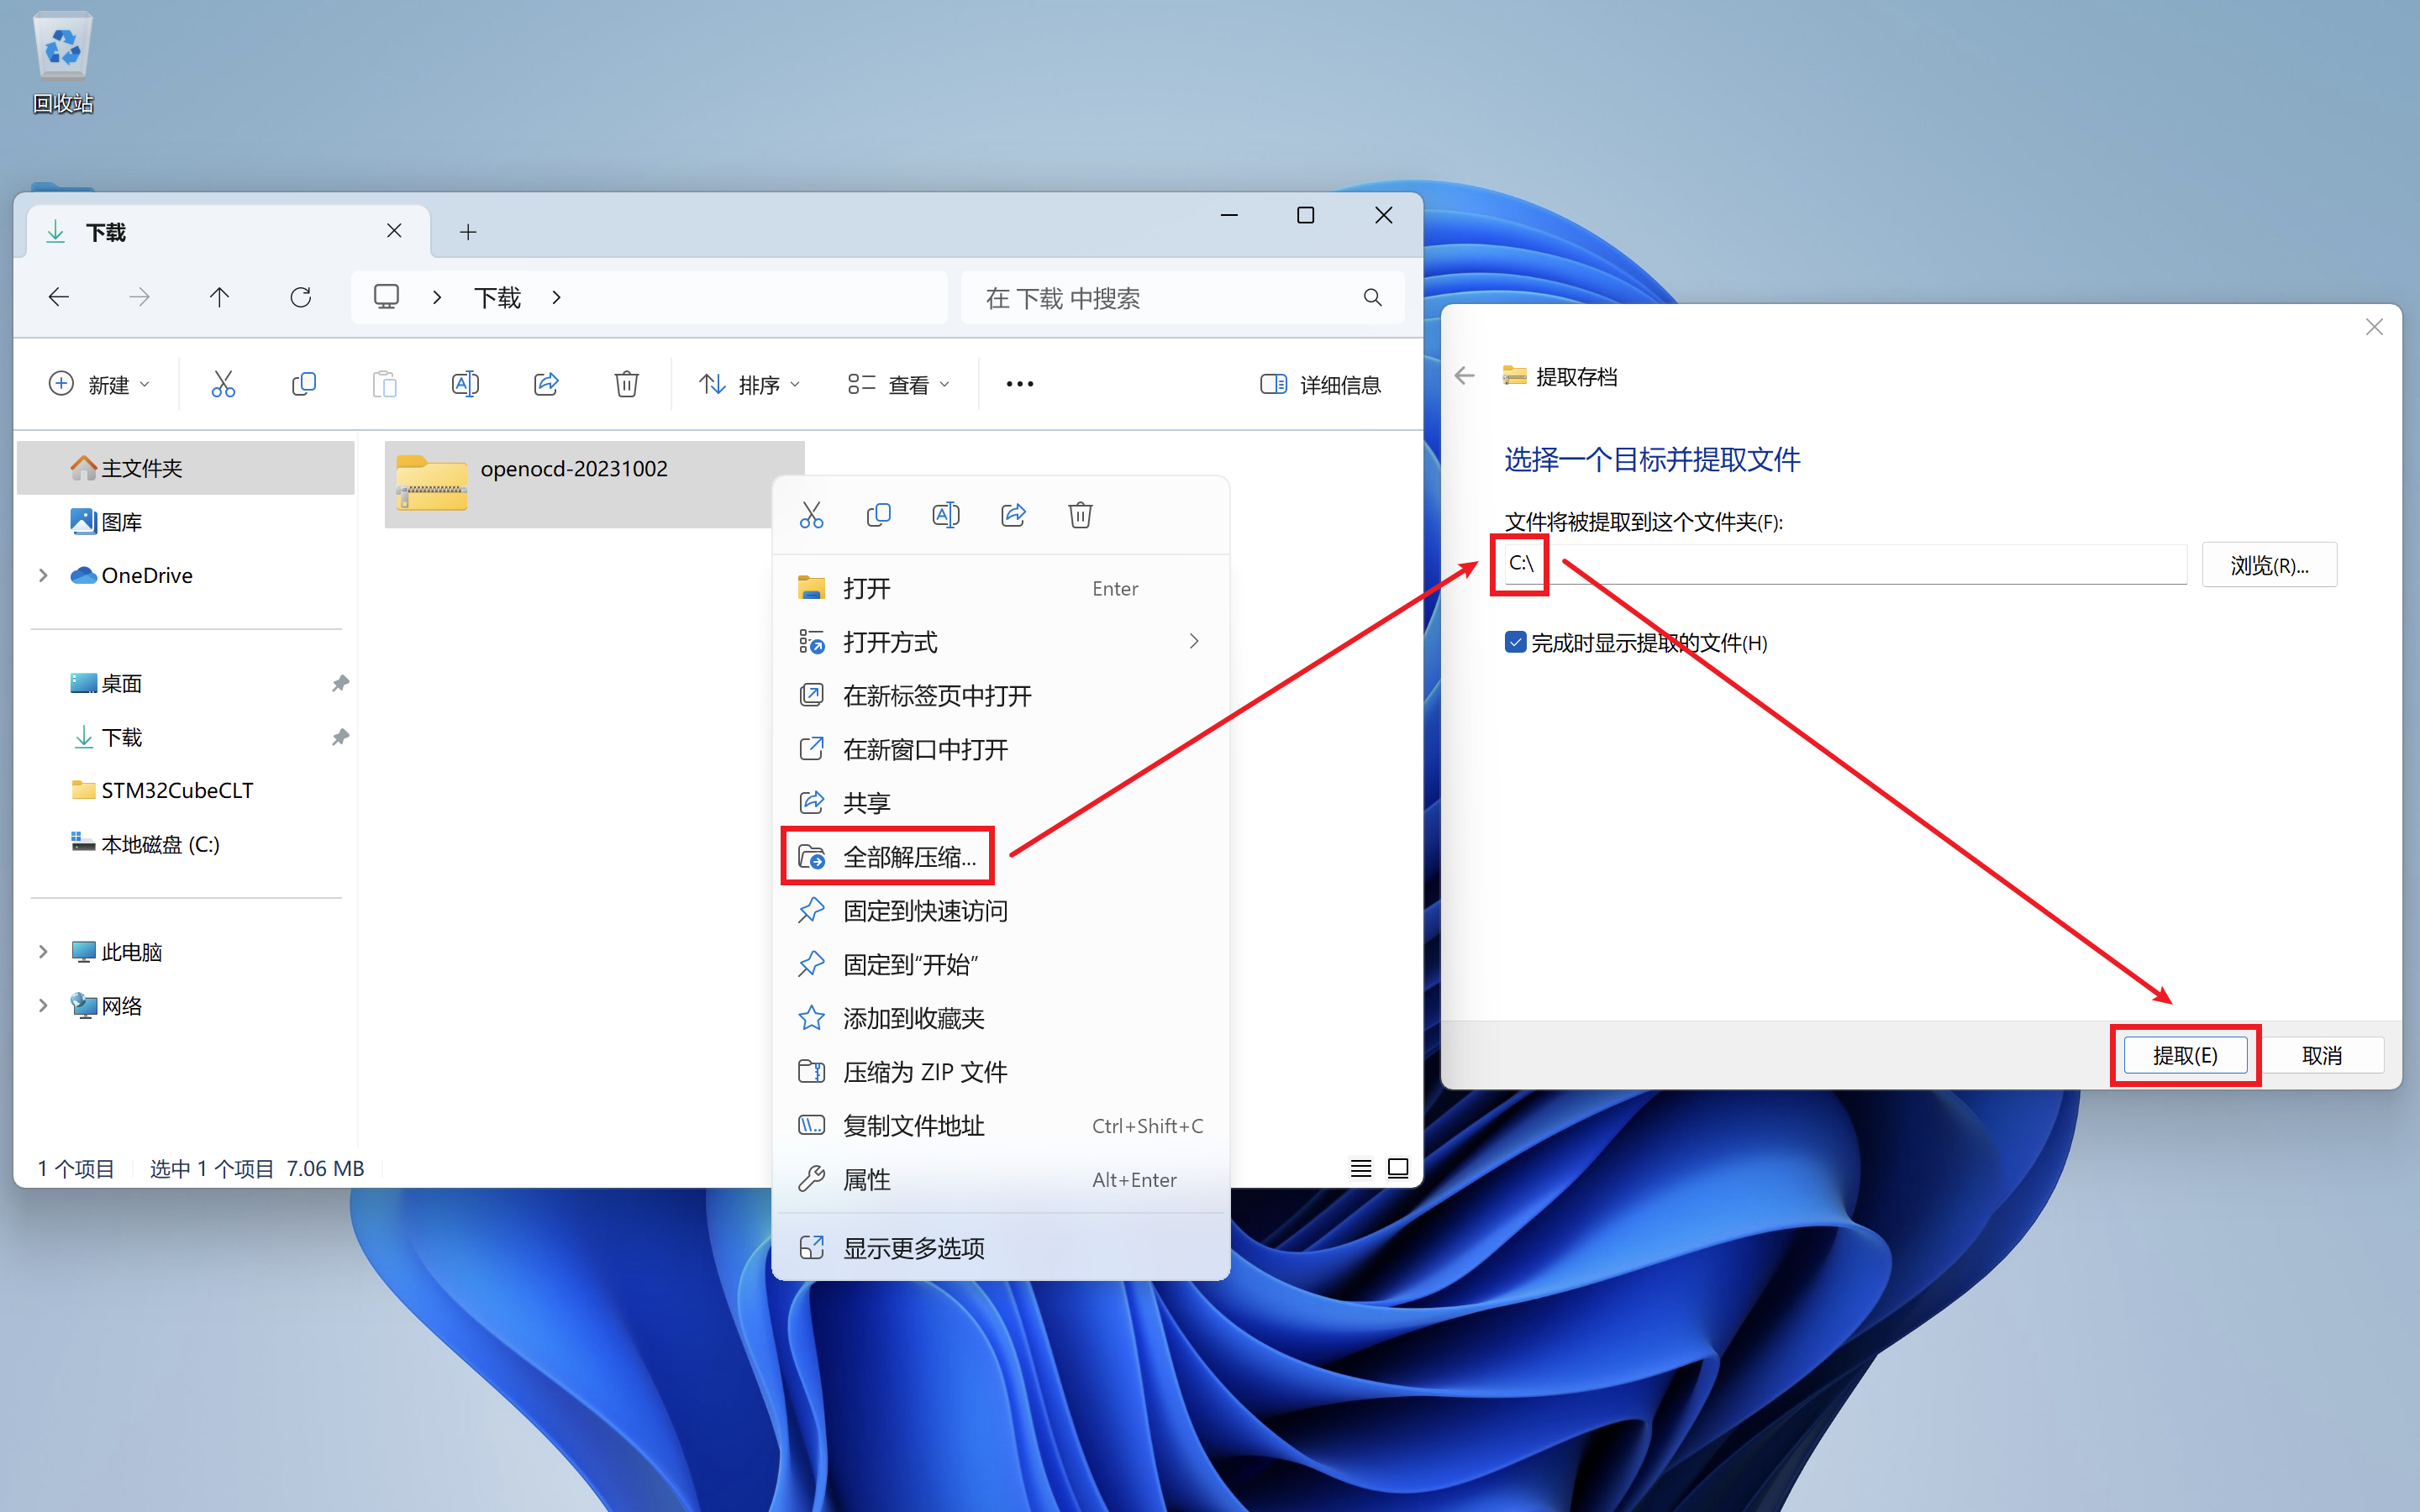 回收站
下载
下载
在 下载 中搜索
新建
排序
查看
详细信息
主文件夹
图库
OneDrive
桌面
下载
STM32CubeCLT
本地磁盘 (C:)
此电脑
网络
openocd-20231002
打开 Enter
打开方式
在新标签页中打开
在新窗口中打开
共享
全部解压缩...
固定到快速访问
固定到“开始”
添加到收藏夹
压缩为 ZIP 文件
复制文件地址 Ctrl+Shift+C
属性 Alt+Enter
显示更多选项
1 个项目 选中 1 个项目 7.06 MB
提取存档
选择一个目标并提取文件
文件将被提取到这个文件夹(F):
C:\
浏览(R)...
完成时显示提取的文件(H)
提取(E)
取消